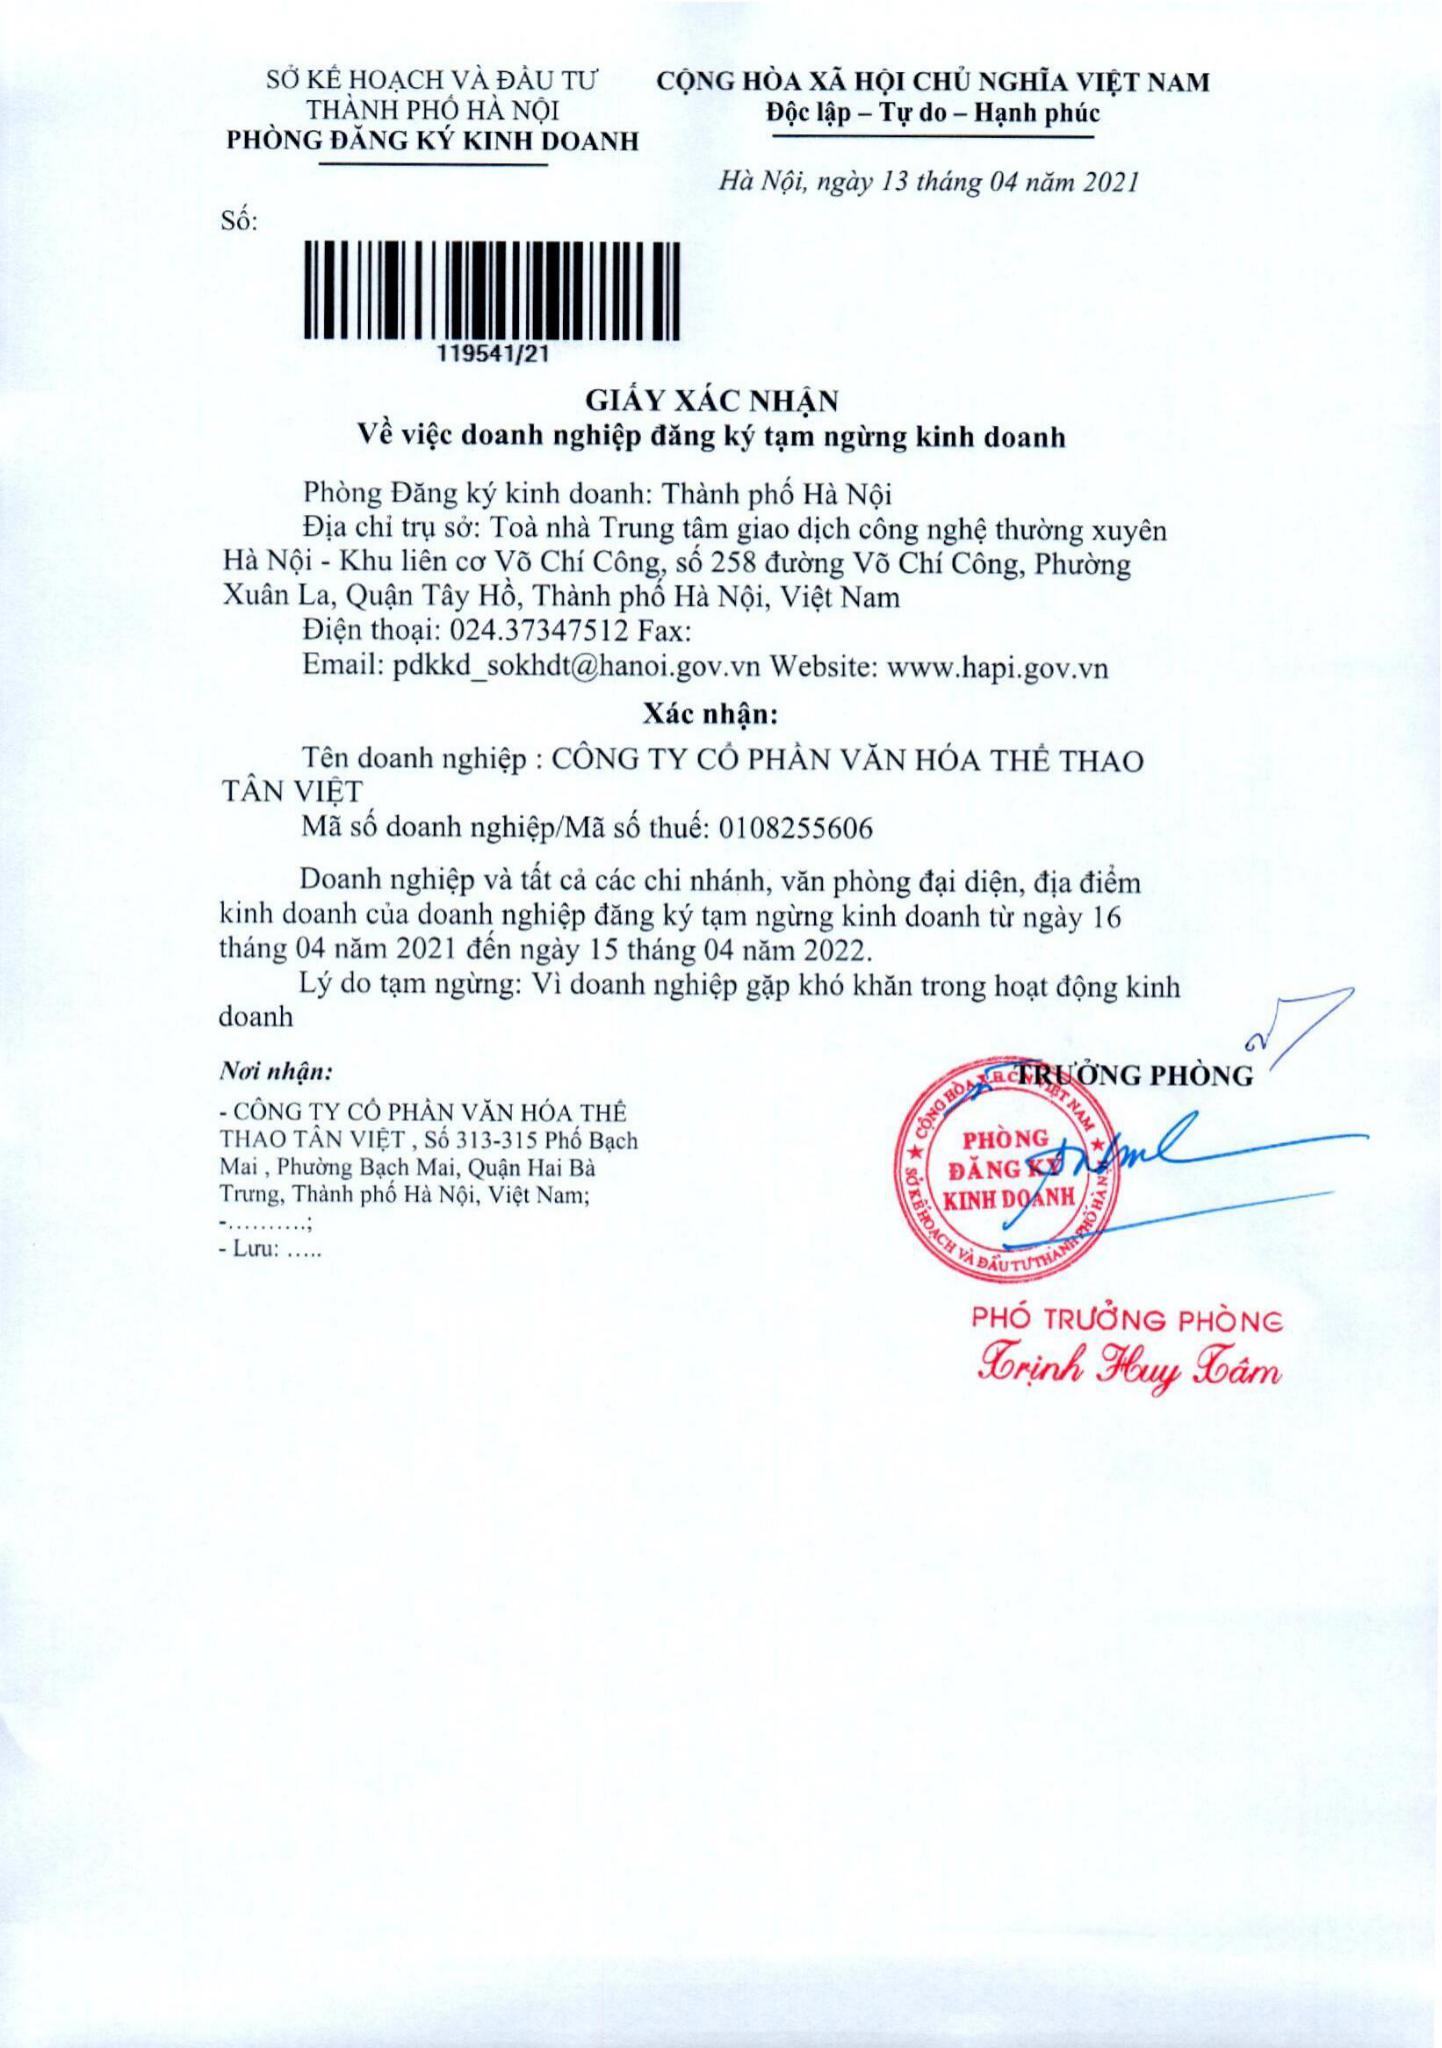 SỞ KẾ HOẠCH VÀ ĐẦU TƯ
THÀNH PHỐ HÀ NỘI
PHÒNG ĐĂNG KÝ KINH DOANH
CỘNG HÒA XÃ HỘI CHỦ NGHĨA VIỆT NAM
Độc lập – Tự do – Hạnh phúc
Hà Nội, ngày 13 tháng 04 năm 2021
Số:
119541/21
GIẤY XÁC NHẬN
Về việc doanh nghiệp đăng ký tạm ngừng kinh doanh
Phòng Đăng ký kinh doanh: Thành phố Hà Nội
Địa chỉ trụ sở: Toà nhà Trung tâm giao dịch công nghệ thường xuyên
Hà Nội - Khu liên cơ Võ Chí Công, số 258 đường Võ Chí Công, Phường
Xuân La, Quận Tây Hồ, Thành phố Hà Nội, Việt Nam
Điện thoại: 024.37347512 Fax:
Email: pdkkd_sokhdt@hanoi.gov.vn Website: www.hapi.gov.vn
Xác nhận:
Tên doanh nghiệp : CÔNG TY CỔ PHẦN VĂN HÓA THỂ THAO
TÂN VIỆT
Mã số doanh nghiệp/Mã số thuế: 0108255606
Doanh nghiệp và tất cả các chi nhánh, văn phòng đại diện, địa điểm
kinh doanh của doanh nghiệp đăng ký tạm ngừng kinh doanh từ ngày 16
tháng 04 năm 2021 đến ngày 15 tháng 04 năm 2022.
Lý do tạm ngừng: Vì doanh nghiệp gặp khó khăn trong hoạt động kinh
doanh
Nơi nhận:
- CÔNG TY CỔ PHẦN VĂN HÓA THỂ
THAO TÂN VIỆT , Số 313-315 Phố Bạch
Mai , Phường Bạch Mai, Quận Hai Bà
Trưng, Thành phố Hà Nội, Việt Nam;
-..........;
- Lưu: .....
TRƯỞNG PHÒNG
CỘNG HÒA X.H.C.N VIỆT NAM
PHÒNG
ĐĂNG KÝ
KINH DOANH
SỞ KẾ HOẠCH VÀ ĐẦU TƯ THÀNH PHỐ HÀ NỘI
PHÓ TRƯỞNG PHÒNG
Trịnh Huy Tâm